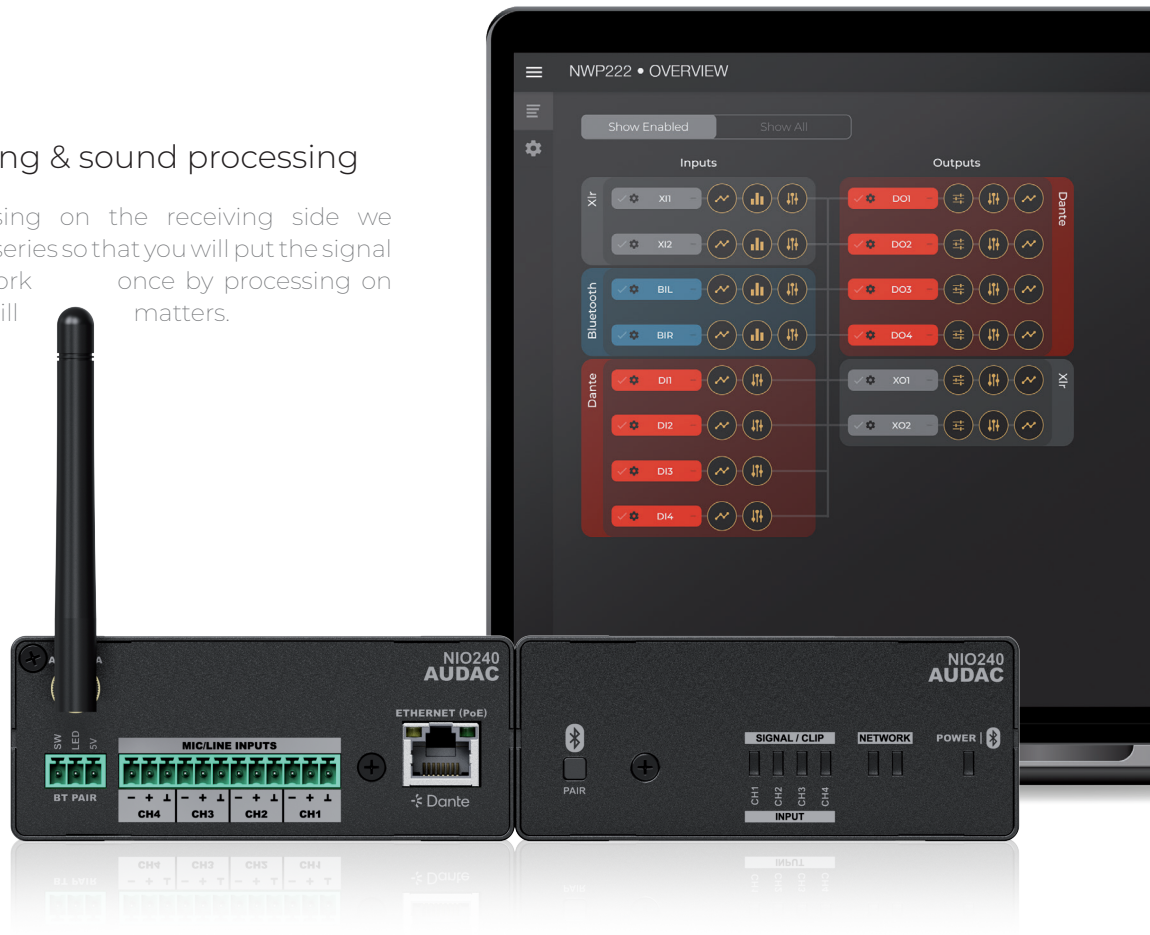 NWP222 • OVERVIEW
Show Enabled
Show All
Inputs
Outputs
Xlr
XI1
XI2
Bluetooth
BIL
BIR
Dante
DI1
DI2
DI3
DI4
DO1
DO2
DO3
DO4
Dante
XO1
XO2
Xlr
ng & sound processing
sing on the receiving side we
series so that you will put the signal
ork once by processing on
ill matters.
NIO240
AUDAC
ETHERNET (PoE)
SW
LED
5V
BT PAIR
MIC/LINE INPUTS
- + ⊥ - + ⊥ - + ⊥ - + ⊥
CH4 CH3 CH2 CH1
Dante
NIO240
AUDAC
PAIR
SIGNAL / CLIP
NETWORK
POWER |
CH1
CH2
CH3
CH4
INPUT